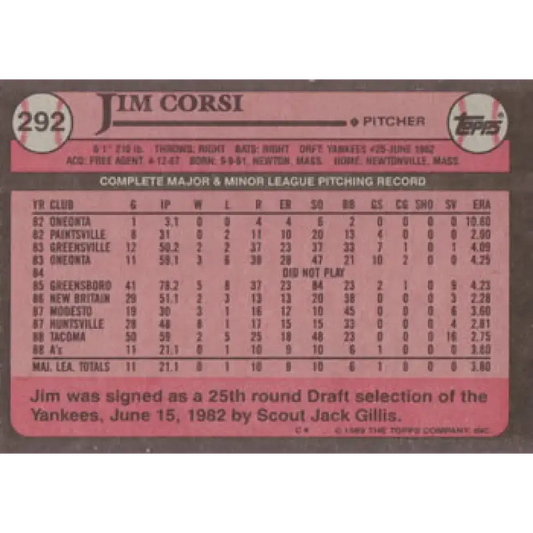 292
JIM CORSI
PITCHER
Topps
6'1" 210 lb. THROWS: RIGHT BATS: RIGHT DRAFT: YANKEES #25-JUNE 1982
ACQ: FREE AGENT, 4-12-87 BORN: 9-9-61, NEWTON, MASS. HOME: NEWTONVILLE, MASS.
COMPLETE MAJOR & MINOR LEAGUE PITCHING RECORD
YR CLUB G IP W L R ER SO BB GS CG SHO SV ERA
82 ONEONTA 1 3.1 0 0 4 4 6 2 0 0 0 0 10.80
82 PAINTSVILLE 8 31 0 2 11 10 20 13 4 0 0 0 2.90
83 GREENSVILLE 12 50.2 2 2 37 23 37 33 7 1 0 1 4.09
83 ONEONTA 11 59.1 3 6 38 28 47 21 10 2 0 0 4.25
84 DID NOT PLAY
85 GREENSBORO 41 78.2 5 8 37 23 84 23 2 1 0 9 4.23
86 NEW BRITAIN 29 51.1 2 3 13 13 20 38 0 0 0 3 2.28
87 MODESTO 19 30 3 1 16 12 10 45 0 0 0 6 3.60
87 HUNTSVILLE 28 48 8 1 17 15 15 33 0 0 0 4 2.81
88 TACOMA 50 59 2 5 25 18 48 23 0 0 0 16 2.75
88 A's 11 21.1 0 1 10 9 10 6 1 0 0 0 3.80
MAJ. LEA. TOTALS 11 21.1 0 1 10 9 10 6 1 0 0 0 3.80
Jim was signed as a 25th round Draft selection of the
Yankees, June 15, 1982 by Scout Jack Gillis.
© 1989 THE TOPPS COMPANY, INC.